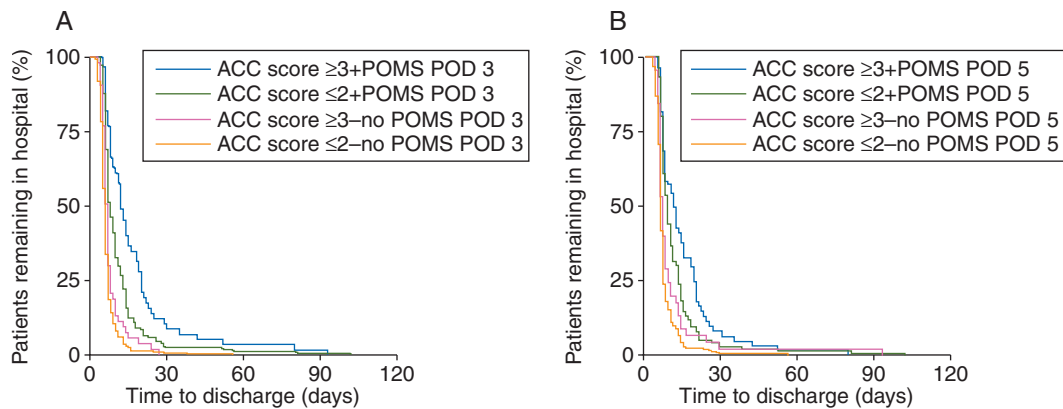 A
Patients remaining in hospital (%)
100
75
50
25
0
0 30 60 90 120
Time to discharge (days)
ACC score ≥3+POMS POD 3
ACC score ≤2+POMS POD 3
ACC score ≥3–no POMS POD 3
ACC score ≤2–no POMS POD 3
B
Patients remaining in hospital (%)
100
75
50
25
0
0 30 60 90 120
Time to discharge (days)
ACC score ≥3+POMS POD 5
ACC score ≤2+POMS POD 5
ACC score ≥3–no POMS POD 5
ACC score ≤2–no POMS POD 5